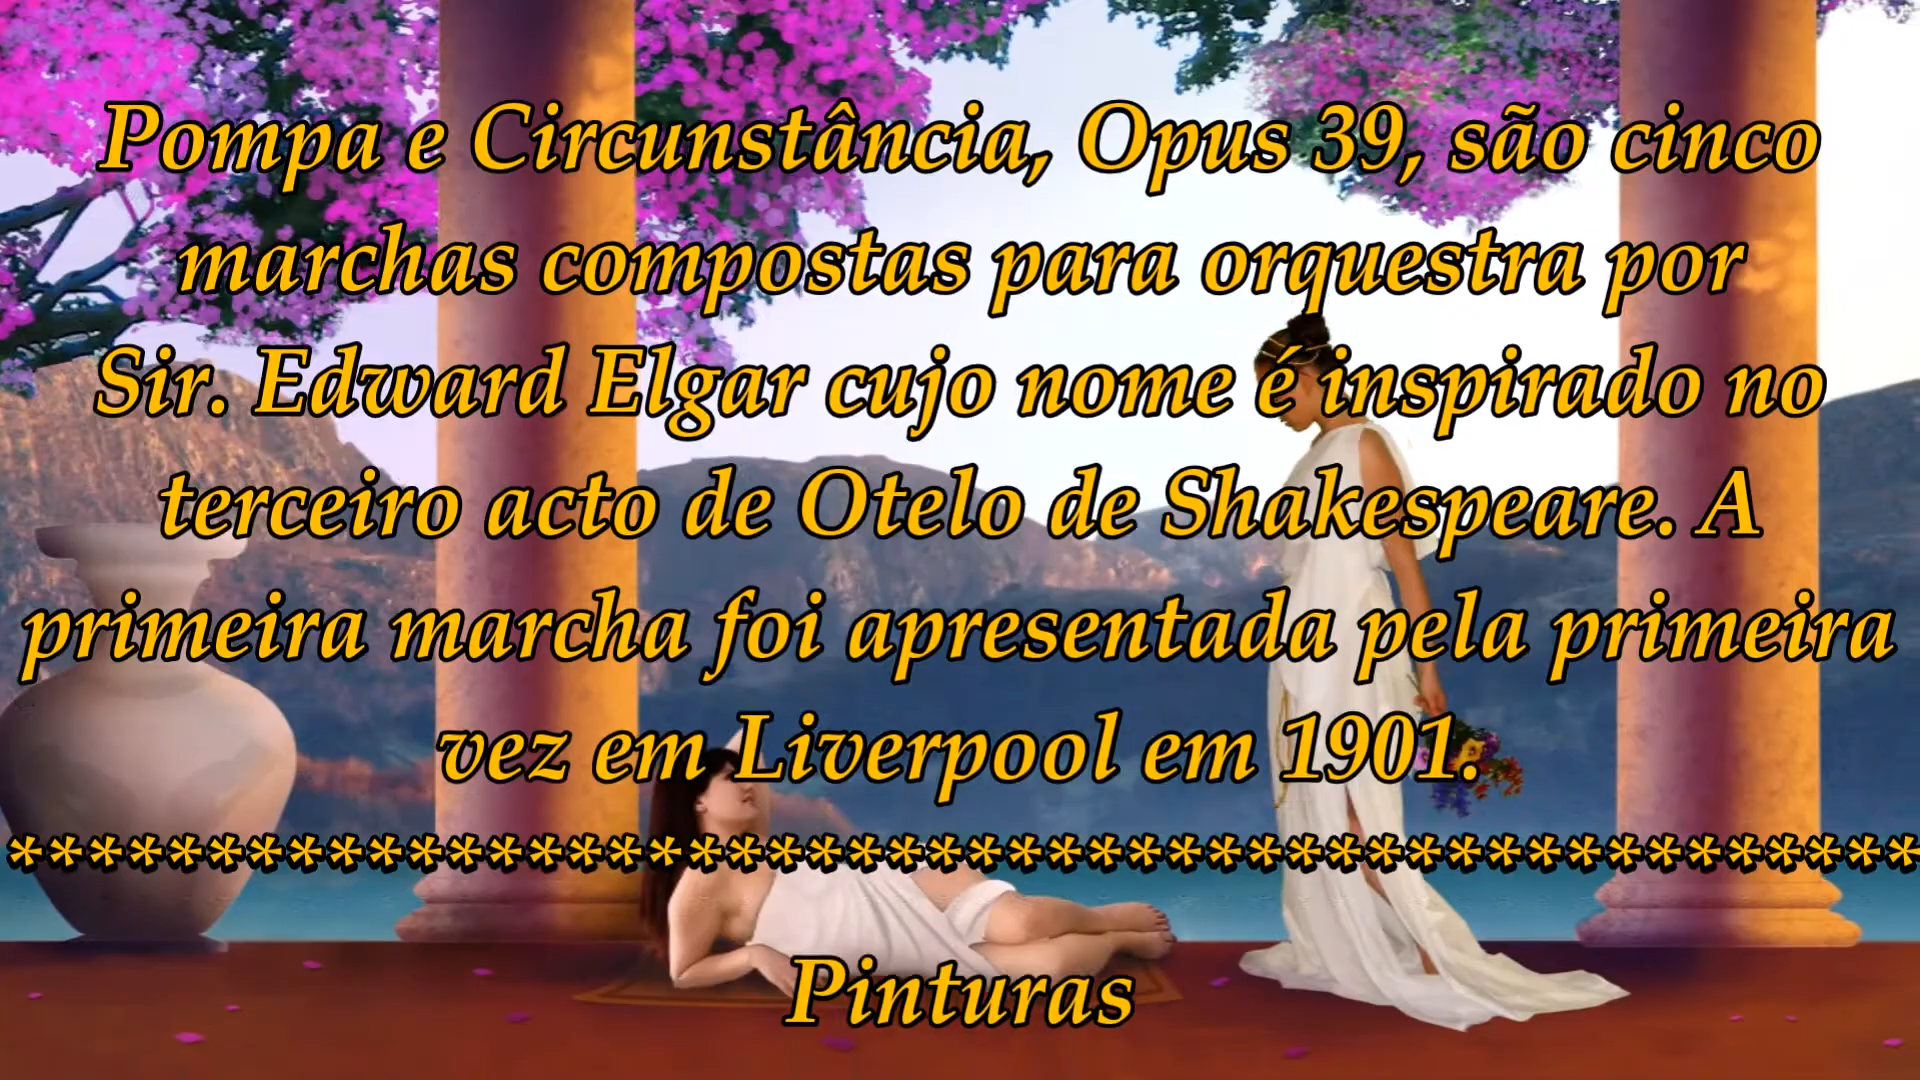 Pompa e Circunstância, Opus 39, são cinco
marchas compostas para orquestra por
Sir. Edward Elgar cujo nome é inspirado no
terceiro acto de Otelo de Shakespeare. A
primeira marcha foi apresentada pela primeira
vez em Liverpool em 1901.
************************************************
Pinturas